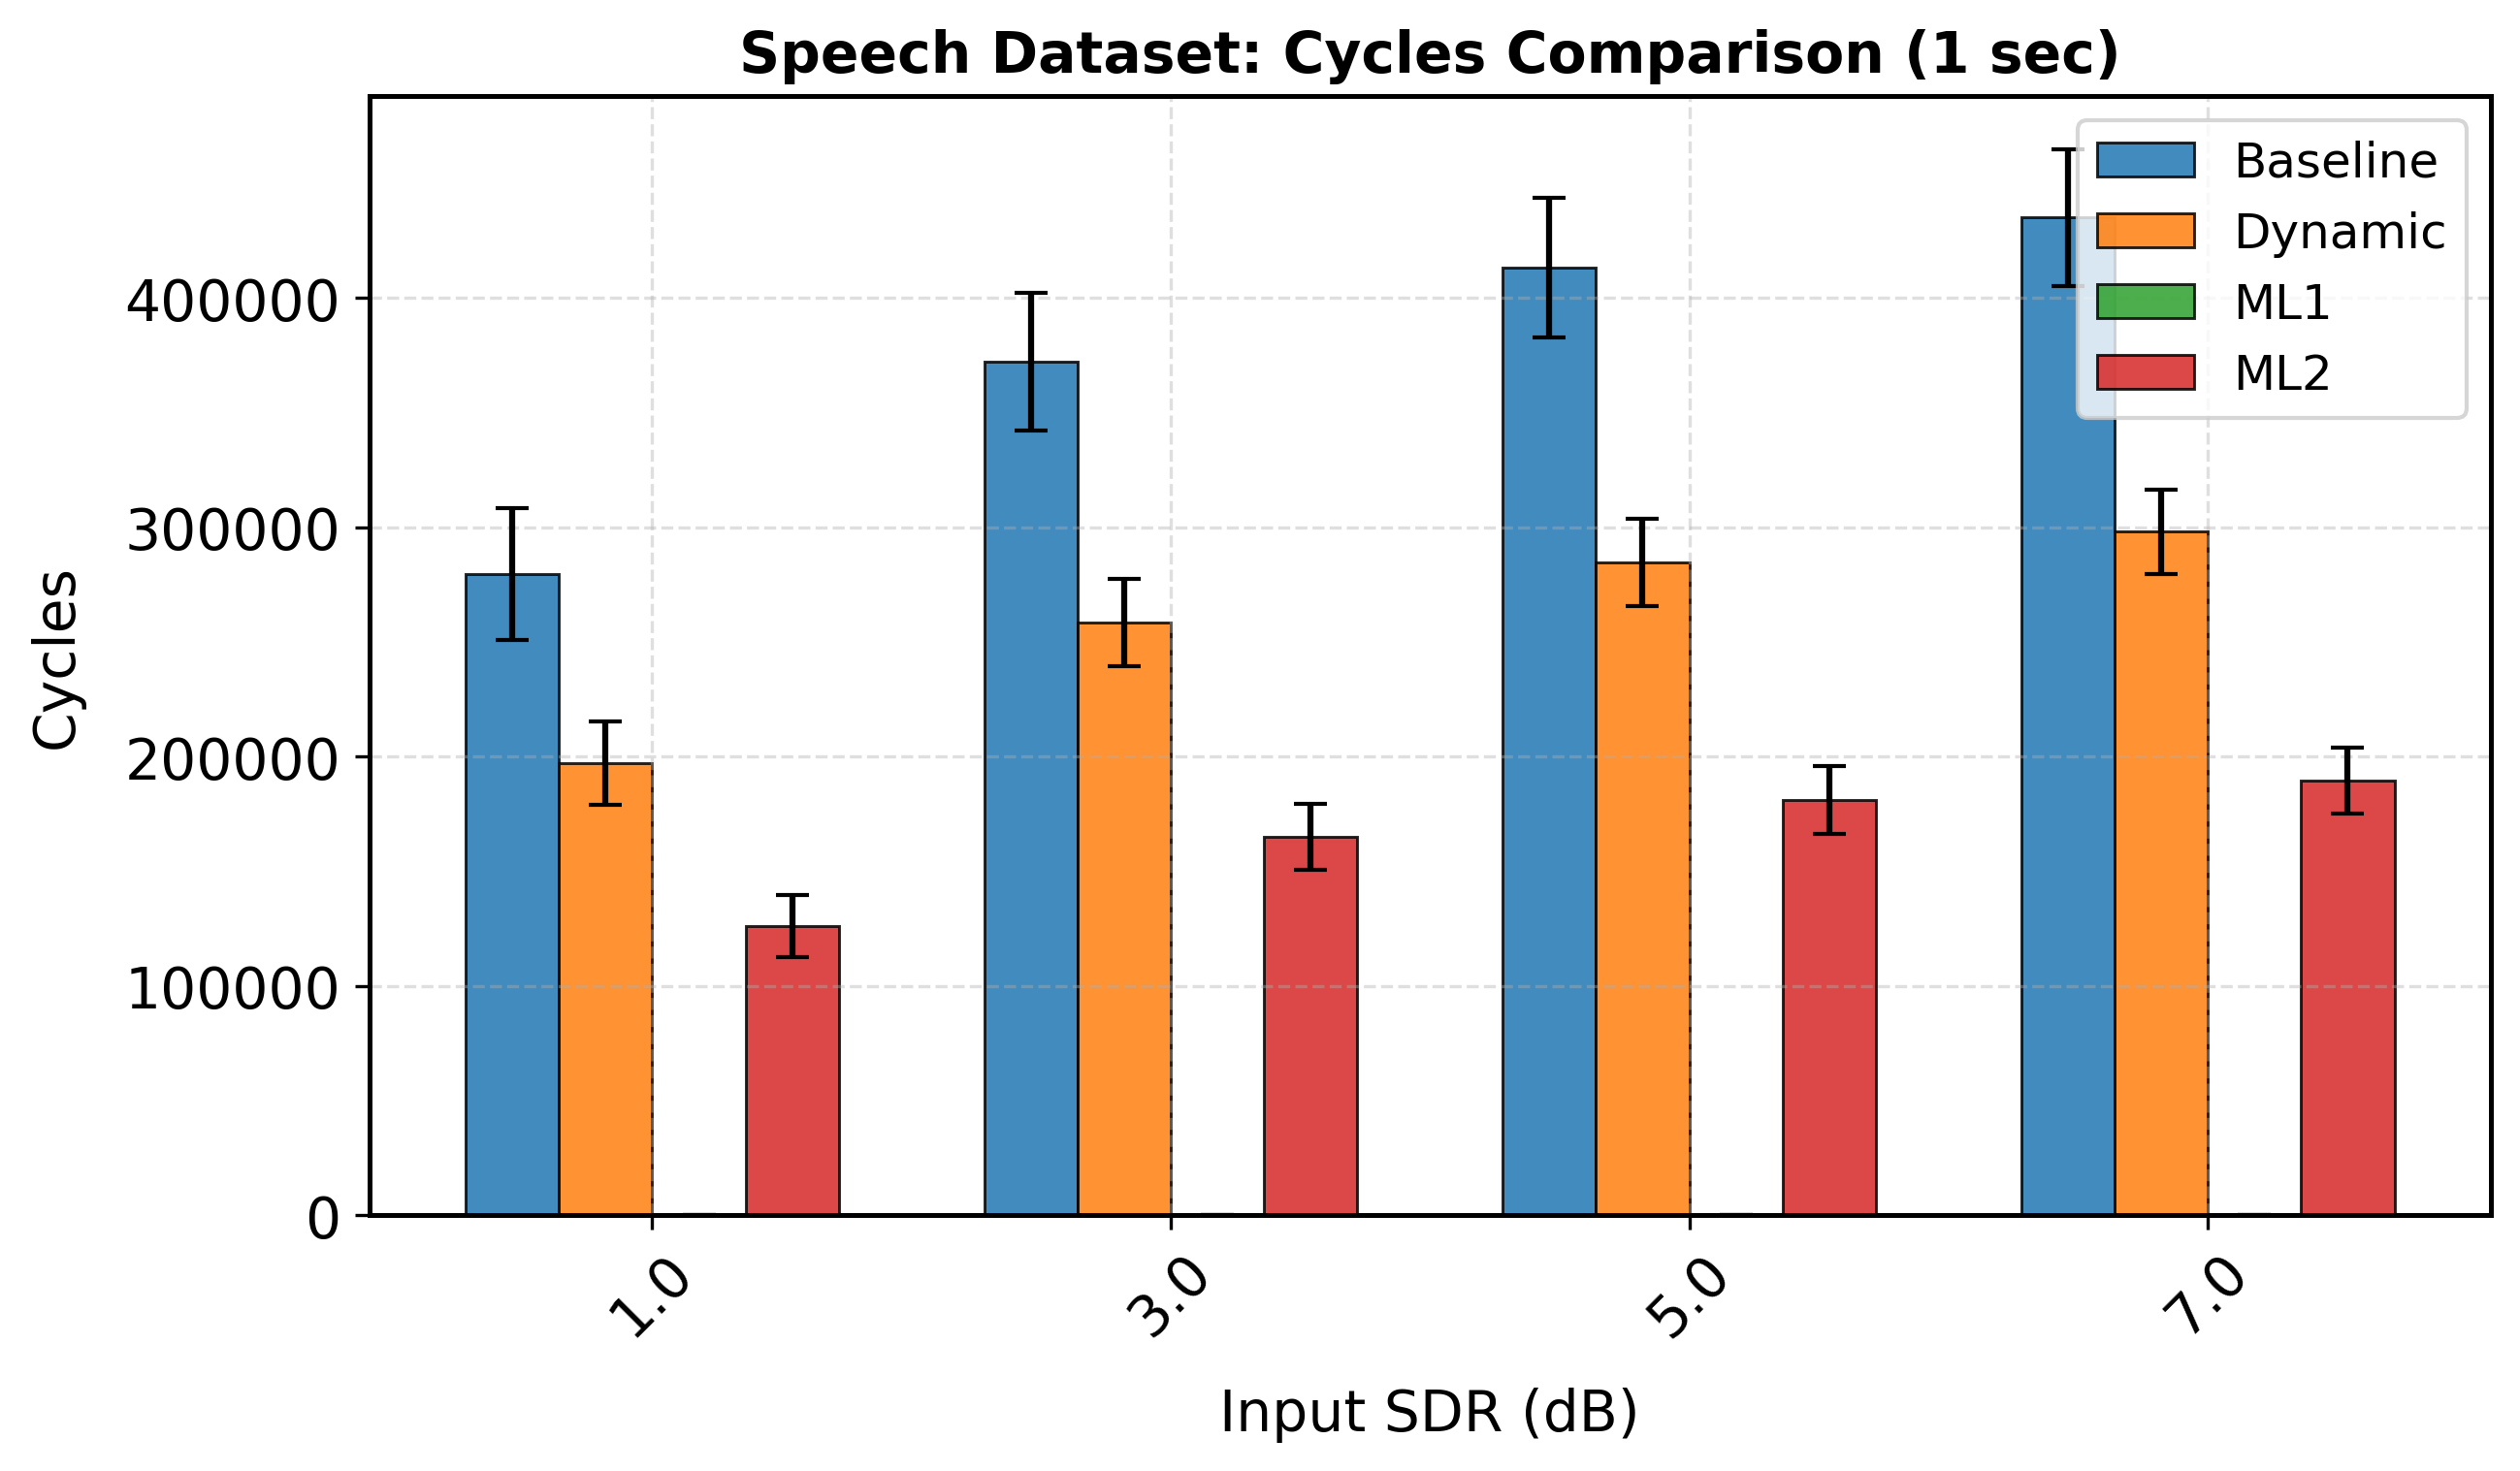 Speech Dataset: Cycles Comparison (1 sec)
Baseline
Dynamic
ML1
ML2
Cycles
400000
300000
200000
100000
0
1.0
3.0
5.0
7.0
Input SDR (dB)